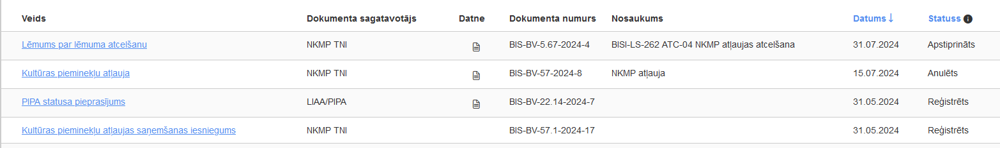 Veids Dokumenta sagatavotājs Datne Dokumenta numurs Nosaukums Datums Statuss
Lēmums par lēmuma atcelšanu NKMP TNI BIS-BV-5.67-2024-4 BISI-LS-262 ATC-04 NKMP atļaujas atcelšana 31.07.2024 Apstiprināts
Kultūras pieminekļu atļauja NKMP TNI BIS-BV-57-2024-8 NKMP atļauja 15.07.2024 Anulēts
PIPA statusa pieprasījums LIAA/PIPA BIS-BV-22.14-2024-7 31.05.2024 Reģistrēts
Kultūras pieminekļu atļaujas saņemšanas iesniegums NKMP TNI BIS-BV-57.1-2024-17 31.05.2024 Reģistrēts